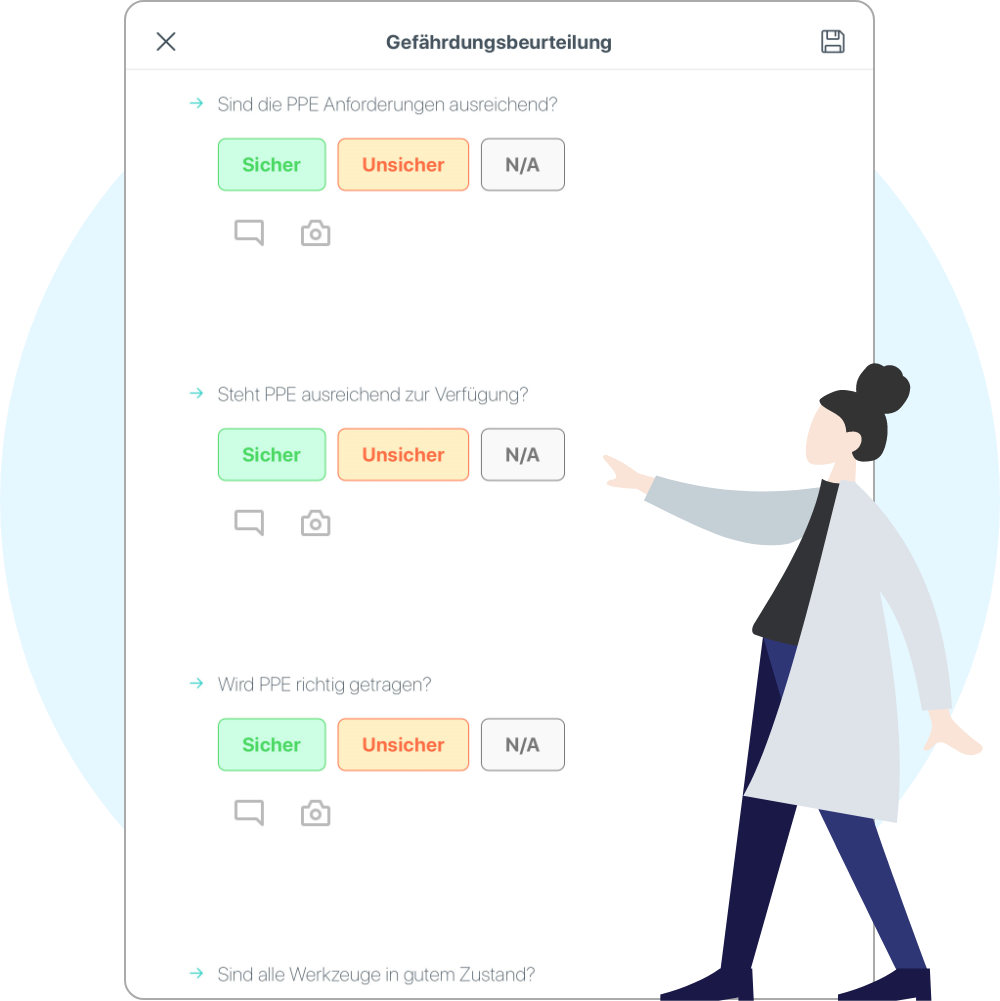 Gefährdungsbeurteilung
Sind die PPE Anforderungen ausreichend?
Sicher Unsicher N/A
Steht PPE ausreichend zur Verfügung?
Sicher Unsicher N/A
Wird PPE richtig getragen?
Sicher Unsicher N/A
Sind alle Werkzeuge in gutem Zustand?